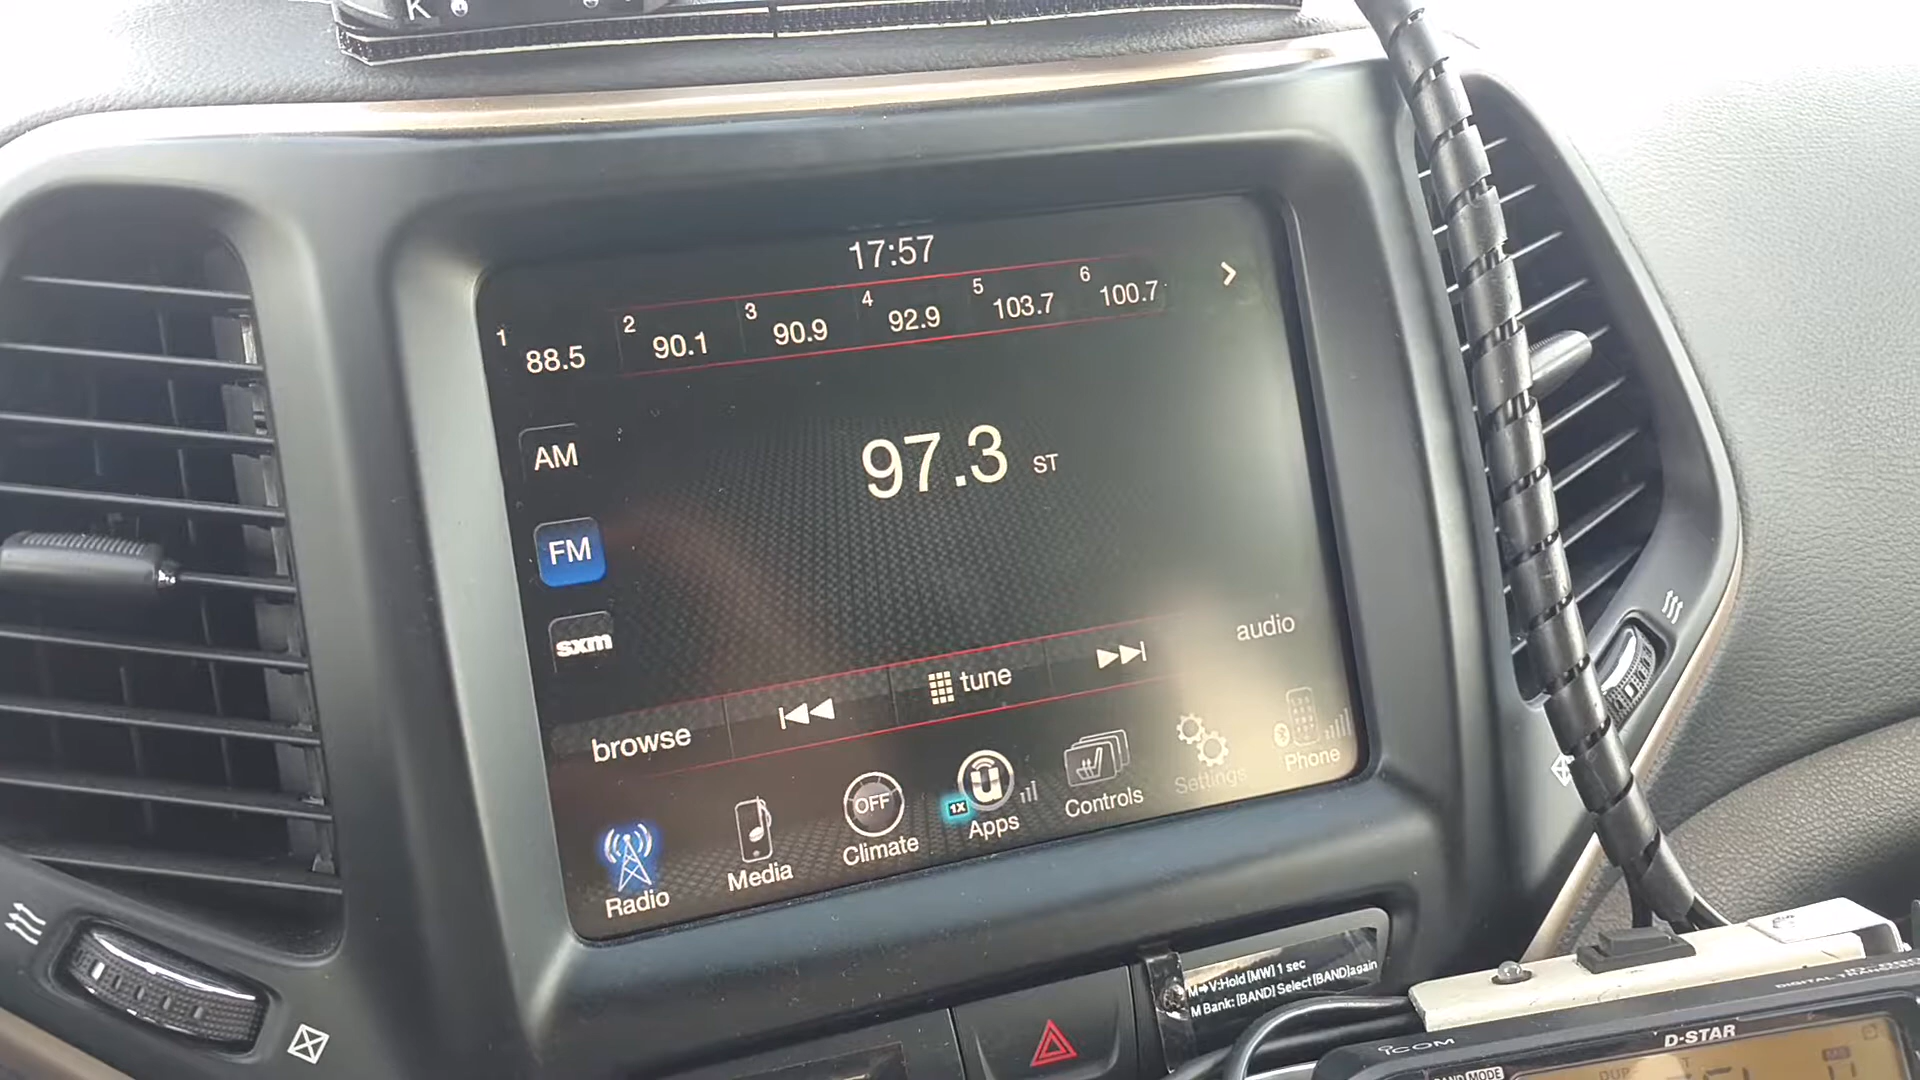 K
17:57
1 88.5
2 90.1
3 90.9
4 92.9
5 103.7
6 100.7
AM
97.3 ST
FM
sxm
audio
browse
tune
Radio
Media
OFF
Climate
1X
Apps
Controls
Settings
Phone
M➡V:Hold [MW] 1 sec
M Bank: [BAND] Select [BAND]again
ICOM
D-STAR
MODE
DUP